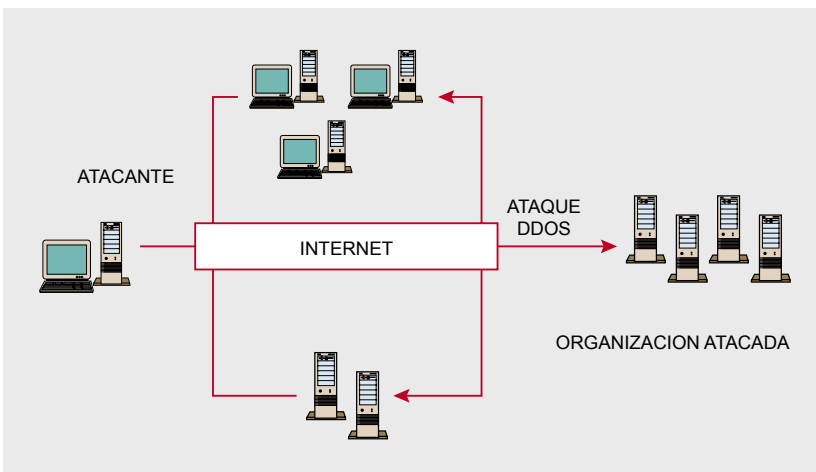 ATACANTE
INTERNET
ATAQUE
DDOS
ORGANIZACION ATACADA